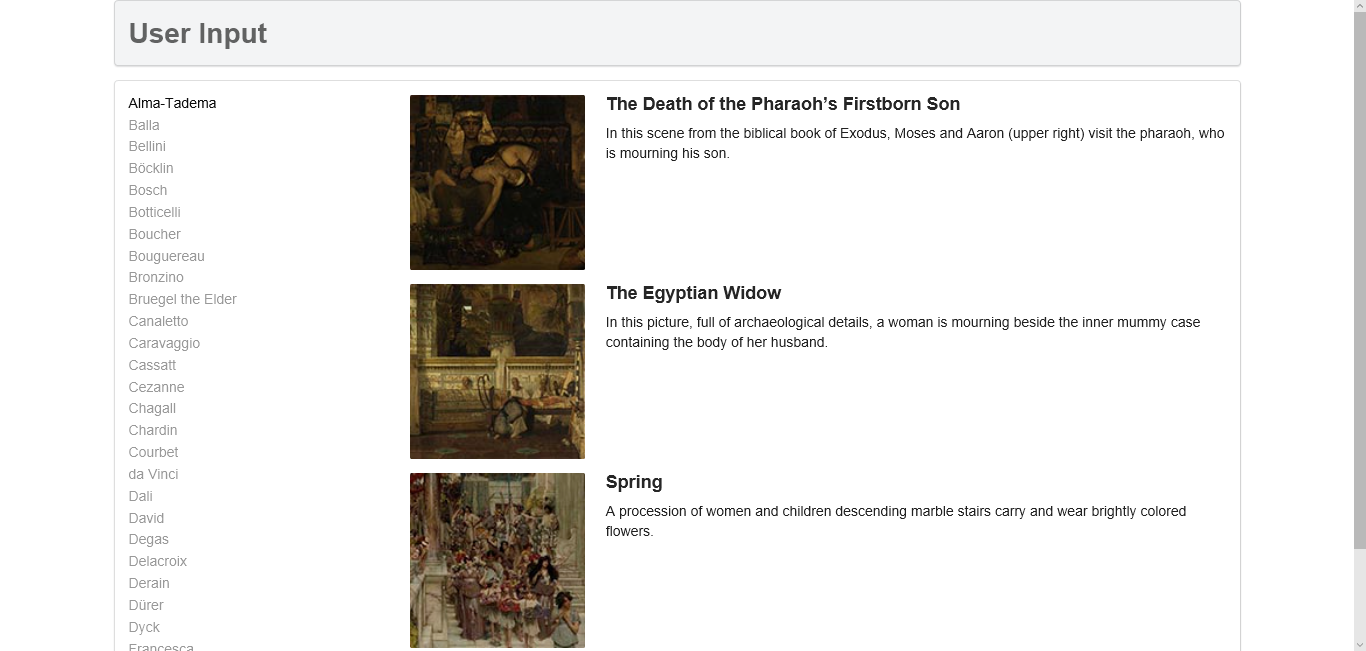 User Input
Alma-Tadema
Balla
Bellini
Böcklin
Bosch
Botticelli
Boucher
Bouguereau
Bronzino
Bruegel the Elder
Canaletto
Caravaggio
Cassatt
Cezanne
Chagall
Chardin
Courbet
da Vinci
Dali
David
Degas
Delacroix
Derain
Dürer
Dyck
Francesca
The Death of the Pharaoh’s Firstborn Son
In this scene from the biblical book of Exodus, Moses and Aaron (upper right) visit the pharaoh, who
is mourning his son.
The Egyptian Widow
In this picture, full of archaeological details, a woman is mourning beside the inner mummy case
containing the body of her husband.
Spring
A procession of women and children descending marble stairs carry and wear brightly colored
flowers.